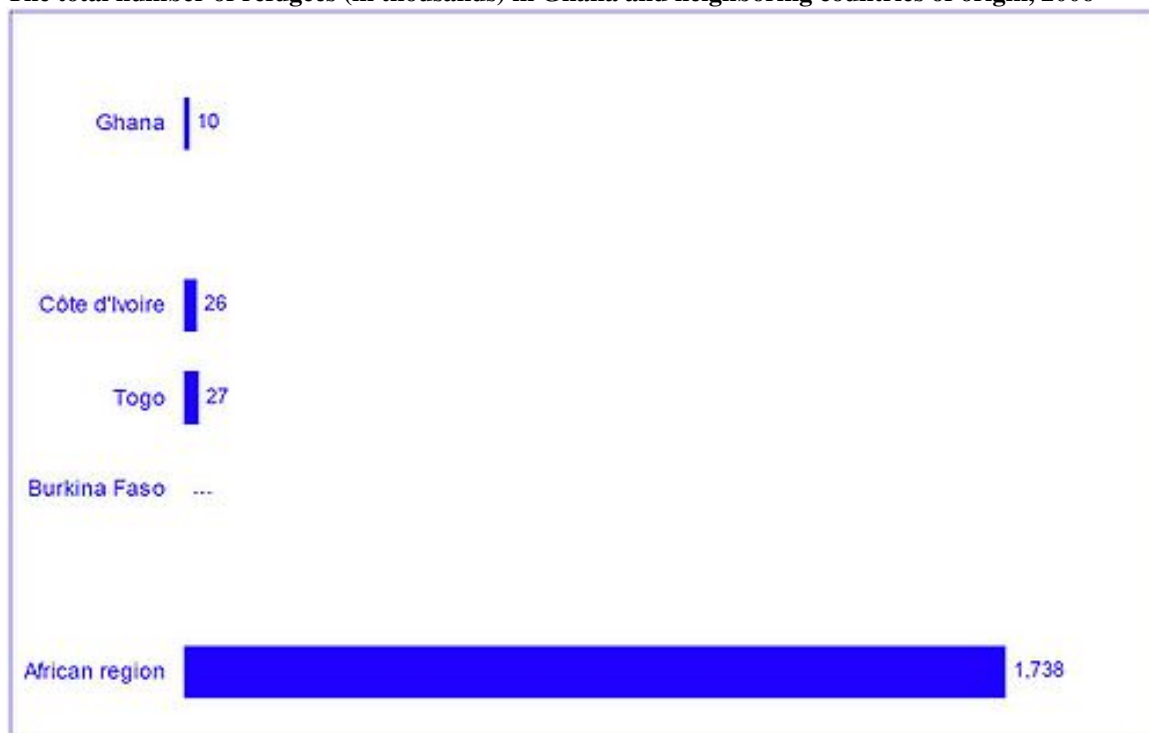 The total number of refugees (in thousands) in Ghana and neighboring countries of origin,
Ghana 10
Côte d'Ivoire 26
Togo 27
Burkina Faso ...
African region 1,738